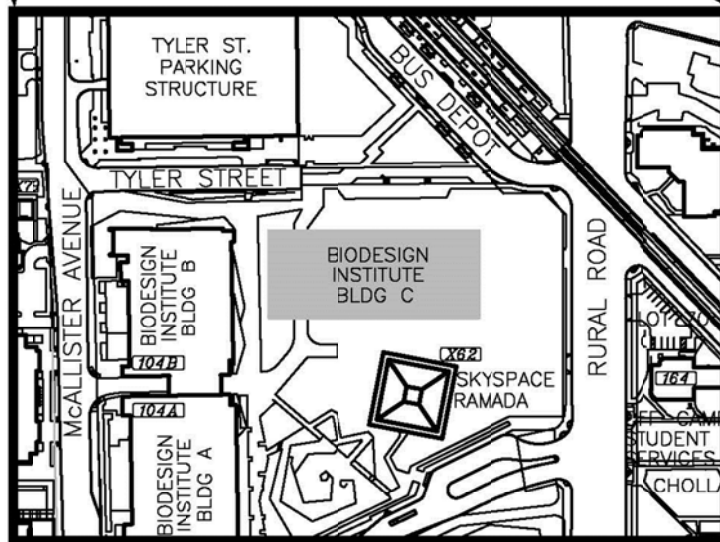 TYLER ST.
PARKING
STRUCTURE
BUS DEPOT
TYLER STREET
McALLISTER AVENUE
BIODESIGN
INSTITUTE
BLDG B
BIODESIGN
INSTITUTE
BLDG C
RURAL ROAD
104B
X62
SKYSPACE
RAMADA
164
104A
BIODESIGN
INSTITUTE
BLDG A
STUDENT
CHOLLA